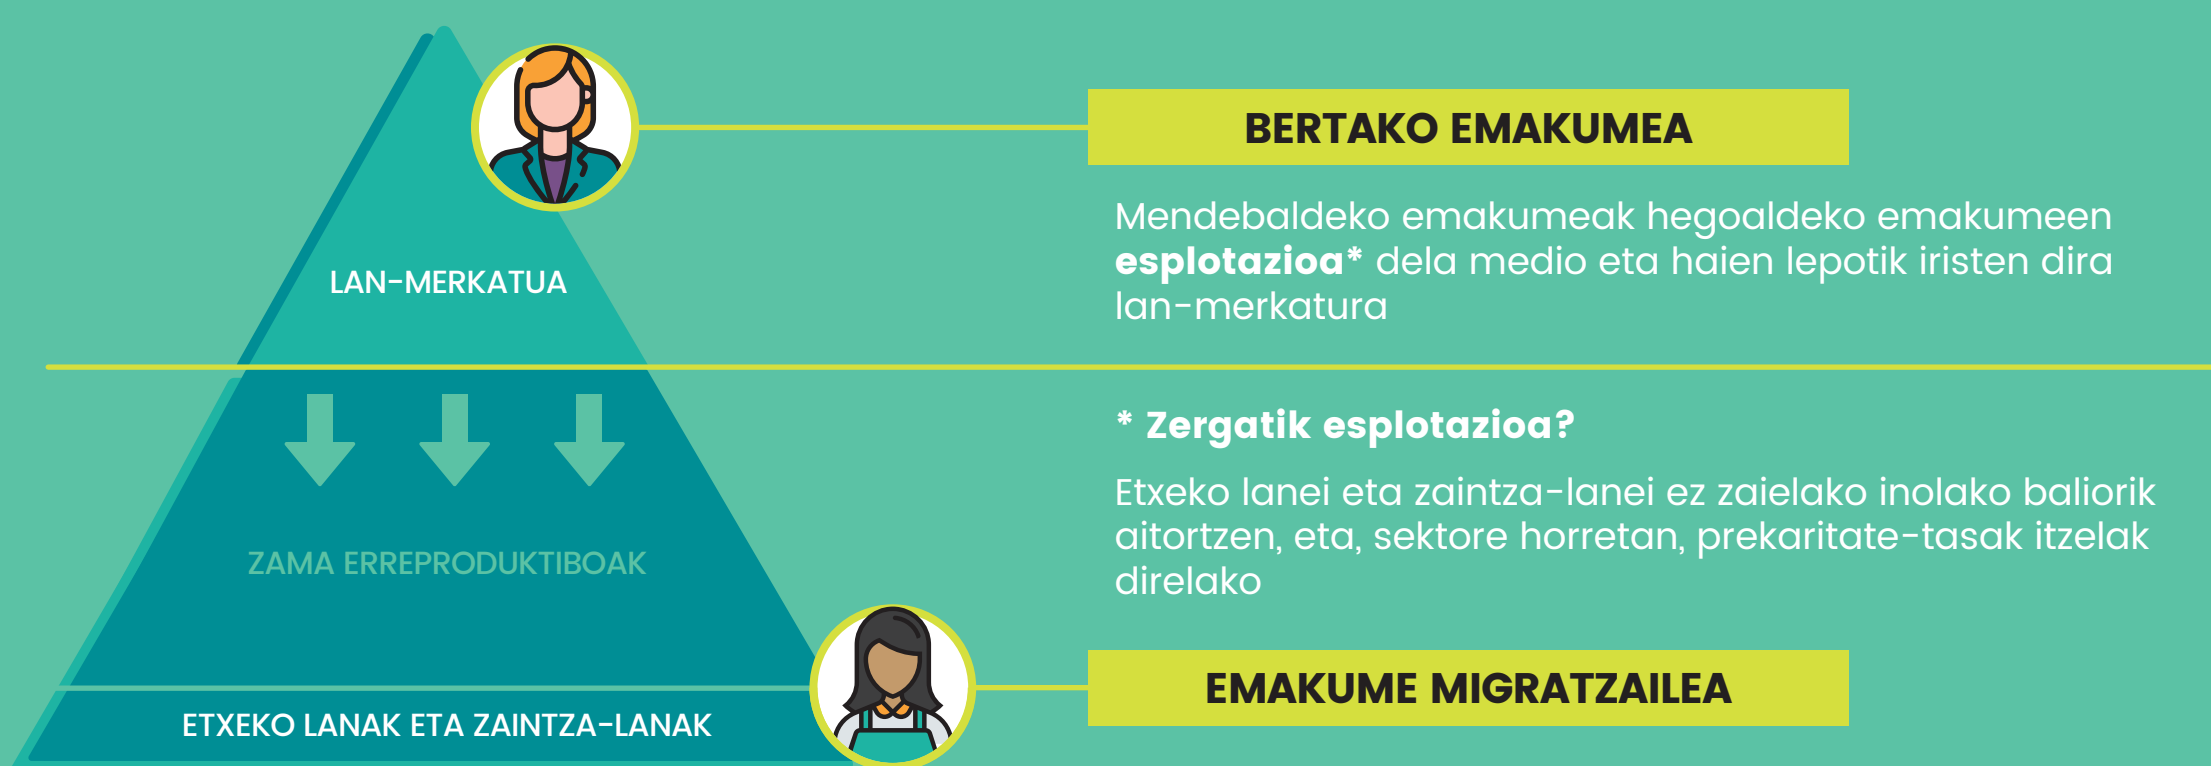 BERTAKO EMAKUMEA
Mendebaldeko emakumeak hegoaldeko emakumeen
esplotazioa* dela medio eta haien lepotik iristen dira
lan-merkatura
LAN-MERKATUA
* Zergatik esplotazioa?
Etxeko lanei eta zaintza-lanei ez zaielako inolako baliorik
aitortzen, eta, sektore horretan, prekaritate-tasak itzelak
direlako
ZAMA ERREPRODUKTIBOAK
EMAKUME MIGRATZAILEA
ETXEKO LANAK ETA ZAINTZA-LANAK